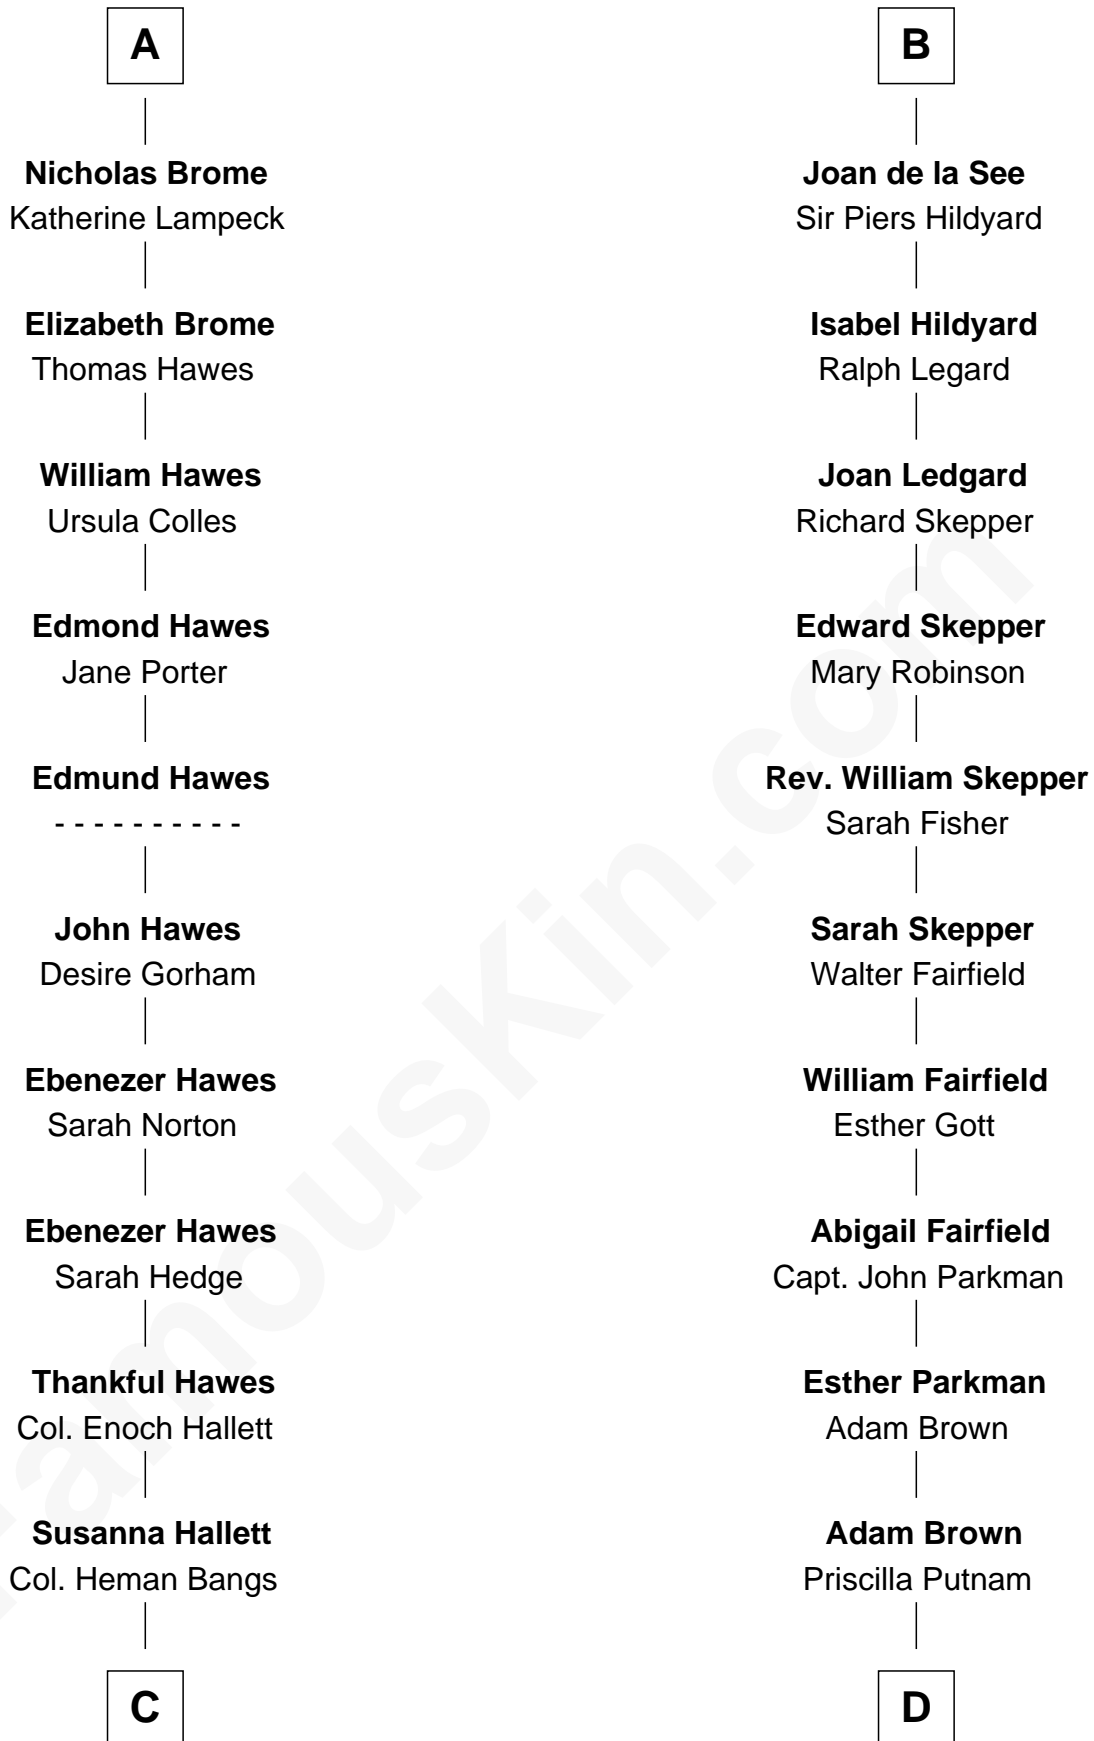 A
Nicholas Brome
Katherine Lampeck
Elizabeth Brome
Thomas Hawes
William Hawes
Ursula Colles
Edmond Hawes
Jane Porter
Edmund Hawes
- - - - - - - - - -
John Hawes
Desire Gorham
Ebenezer Hawes
Sarah Norton
Ebenezer Hawes
Sarah Hedge
Thankful Hawes
Col. Enoch Hallett
Susanna Hallett
Col. Heman Bangs
C
B
Joan de la See
Sir Piers Hildyard
Isabel Hildyard
Ralph Legard
Joan Ledgard
Richard Skepper
Edward Skepper
Mary Robinson
Rev. William Skepper
Sarah Fisher
Sarah Skepper
Walter Fairfield
William Fairfield
Esther Gott
Abigail Fairfield
Capt. John Parkman
Esther Parkman
Adam Brown
Adam Brown
Priscilla Putnam
D
FamousKin.com